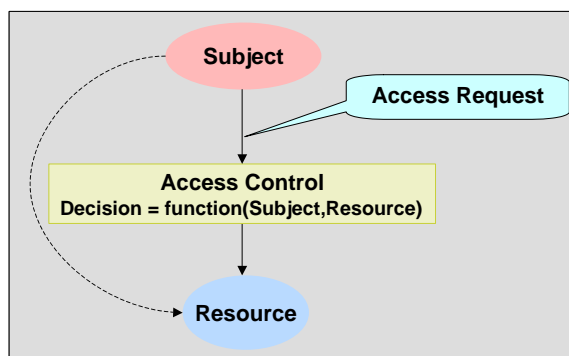 Subject
Access Request
Access Control
Decision = function(Subject,Resource)
Resource